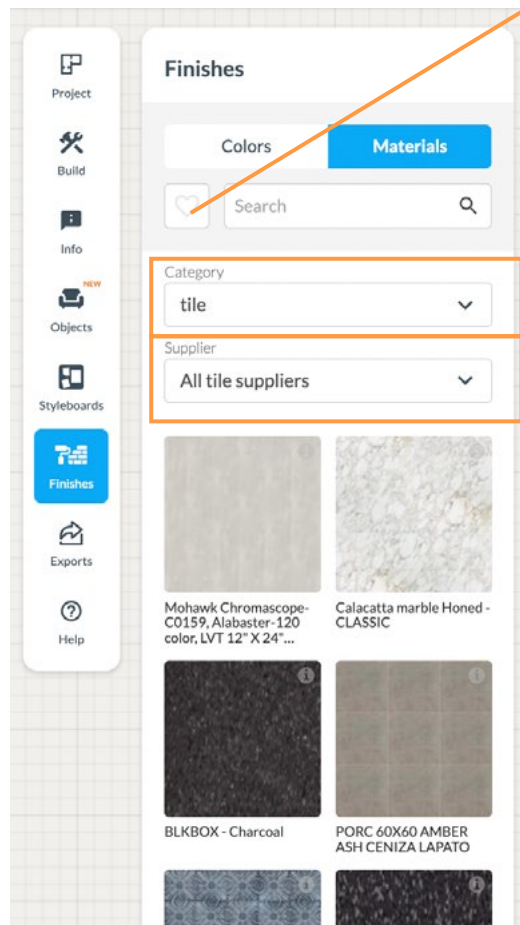 Project
Build
Info
NEW
Objects
Styleboards
Finishes
Exports
Help
Finishes
Colors
Materials
Search
Category
tile
Supplier
All tile suppliers
Mohawk Chromascope-
C0159, Alabaster-120
color, LVT 12" X 24"...
Calacatta marble Honed -
CLASSIC
BLKBOX - Charcoal
PORC 60X60 AMBER
ASH CENIZA LAPATO